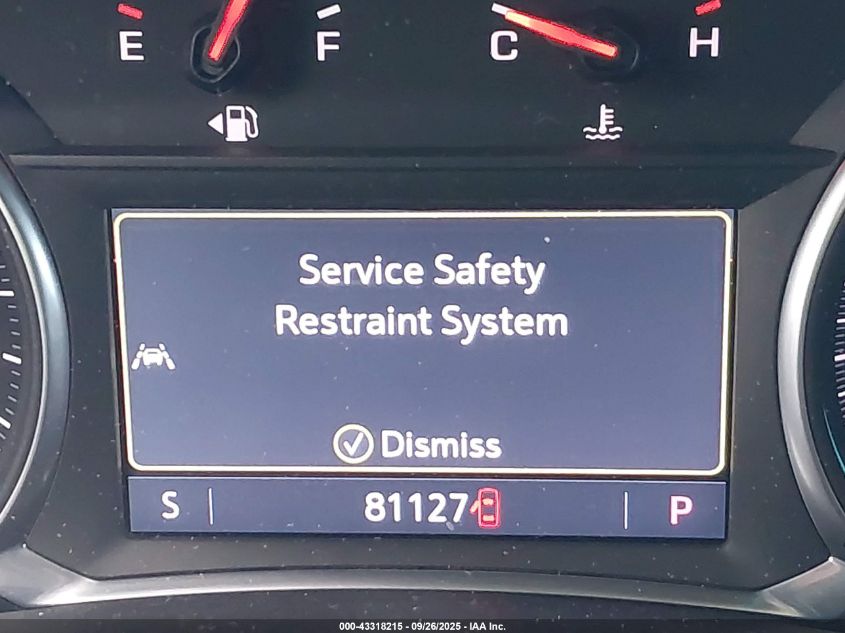 E F C H
Service Safety
Restraint System
Dismiss
S 81127 P
000-43318215 - 09/26/2025 - IAA Inc.